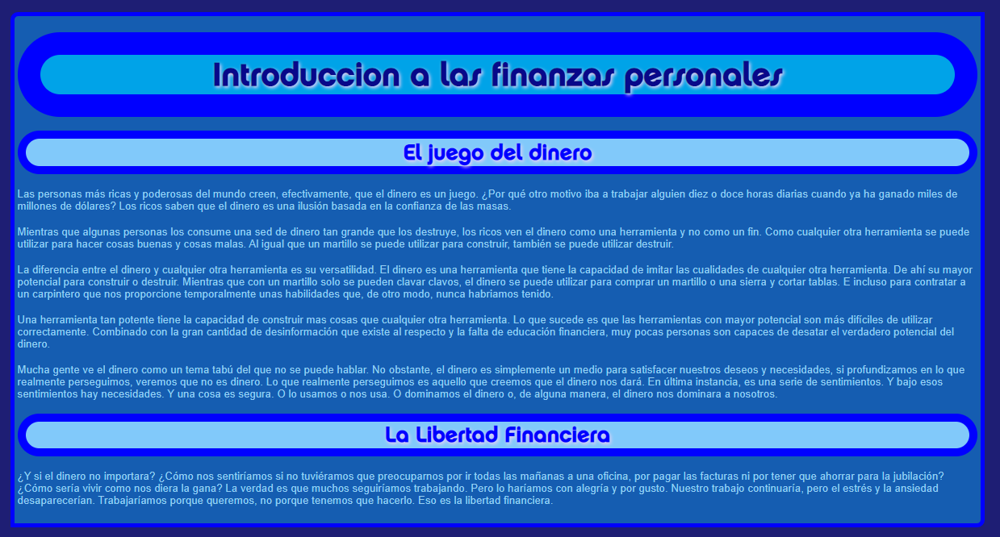 Introduccion a las finanzas personales
El juego del dinero
Las personas más ricas y poderosas del mundo creen, efectivamente, que el dinero es un juego. ¿Por qué otro motivo iba a trabajar alguien diez o doce horas diarias cuando ya ha ganado miles de
millones de dólares? Los ricos saben que el dinero es una ilusión basada en la confianza de las masas.
Mientras que algunas personas los consume una sed de dinero tan grande que los destruye, los ricos ven el dinero como una herramienta y no como un fin. Como cualquier otra herramienta se puede
utilizar para hacer cosas buenas y cosas malas. Al igual que un martillo se puede utilizar para construir, también se puede utilizar destruir.
La diferencia entre el dinero y cualquier otra herramienta es su versatilidad. El dinero es una herramienta que tiene la capacidad de imitar las cualidades de cualquier otra herramienta. De ahí su mayor
potencial para construir o destruir. Mientras que con un martillo solo se pueden clavar clavos, el dinero se puede utilizar para comprar un martillo o una sierra y cortar tablas. E incluso para contratar a
un carpintero que nos proporcione temporalmente unas habilidades que, de otro modo, nunca habriamos tenido.
Una herramienta tan potente tiene la capacidad de construir mas cosas que cualquier otra herramienta. Lo que sucede es que las herramientas con mayor potencial son más difíciles de utilizar
correctamente. Combinado con la gran cantidad de desinformación que existe al respecto y la falta de educación financiera, muy pocas personas son capaces de desatar el verdadero potencial del
dinero.
Mucha gente ve el dinero como un tema tabú del que no se puede hablar. No obstante, el dinero es simplemente un medio para satisfacer nuestros deseos y necesidades, si profundizamos en lo que
realmente perseguimos, veremos que no es dinero. Lo que realmente perseguimos es aquello que creemos que el dinero nos dará. En última instancia, es una serie de sentimientos. Y bajo esos
sentimientos hay necesidades. Y una cosa es segura. O lo usamos o nos usa. O dominamos el dinero o, de alguna manera, el dinero nos dominara a nosotros.
La Libertad Financiera
¿Y si el dinero no importara? ¿Cómo nos sentiríamos si no tuviéramos que preocuparnos por ir todas las mañanas a una oficina, por pagar las facturas ni por tener que ahorrar para la jubilación?
¿Cómo sería vivir como nos diera la gana? La verdad es que muchos seguiríamos trabajando. Pero lo haríamos con alegría y por gusto. Nuestro trabajo continuaría, pero el estrés y la ansiedad
desaparecerían. Trabajaríamos porque queremos, no porque tenemos que hacerlo. Eso es la libertad financiera.